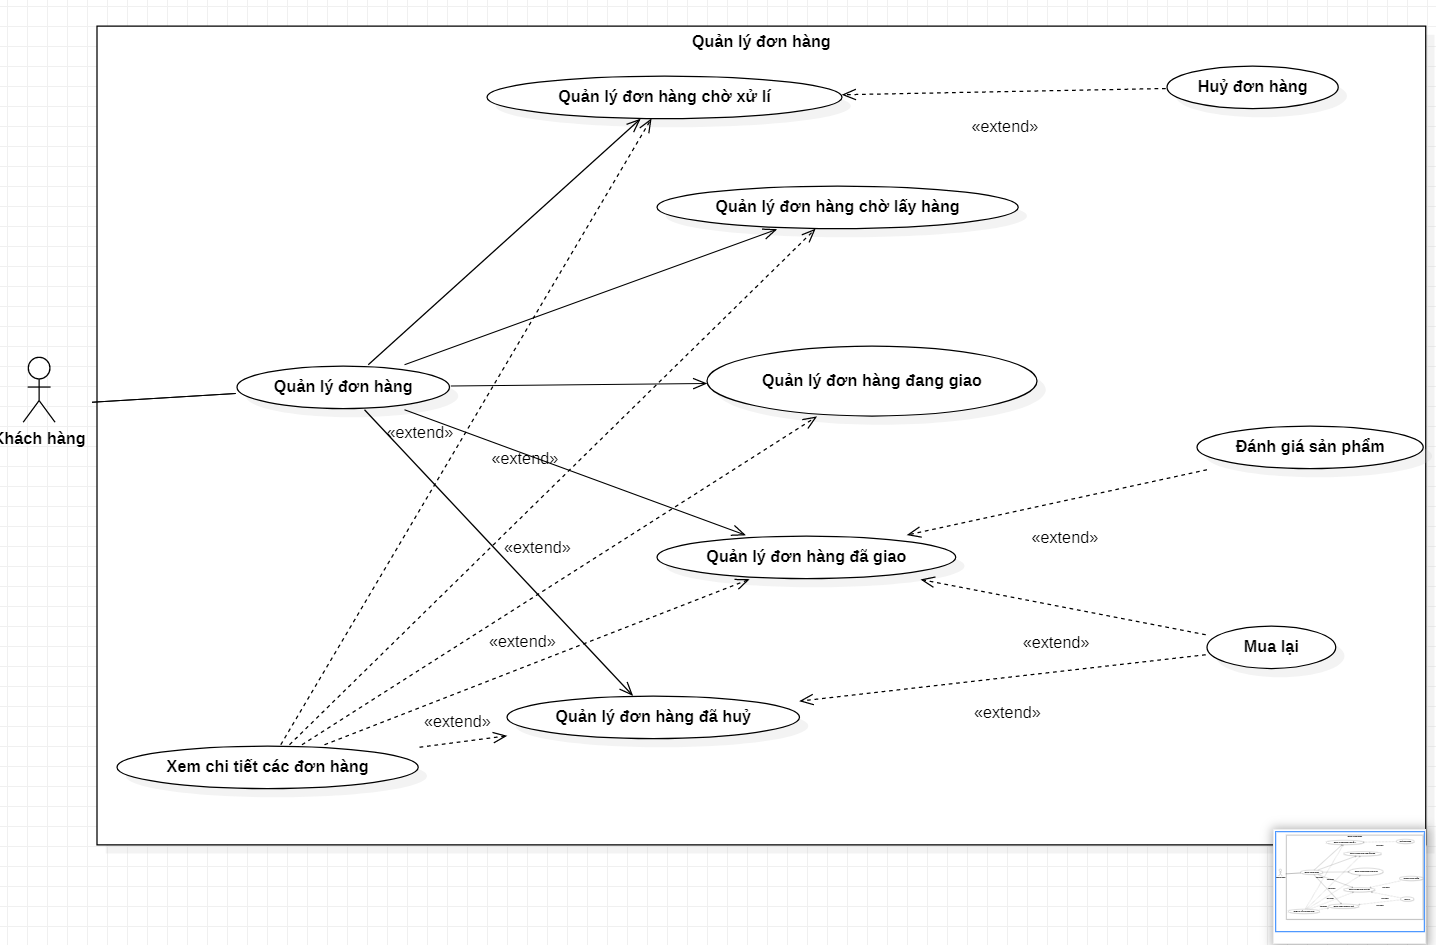 Quản lý đơn hàng
Quản lý đơn hàng chờ xử lí
Huỷ đơn hàng
«extend»
Quản lý đơn hàng chờ lấy hàng
Quản lý đơn hàng
Quản lý đơn hàng đang giao
Khách hàng
«extend»
«extend»
Đánh giá sản phẩm
«extend»
«extend»
Quản lý đơn hàng đã giao
«extend»
«extend»
Mua lại
«extend»
Quản lý đơn hàng đã huỷ
«extend»
Xem chi tiết các đơn hàng